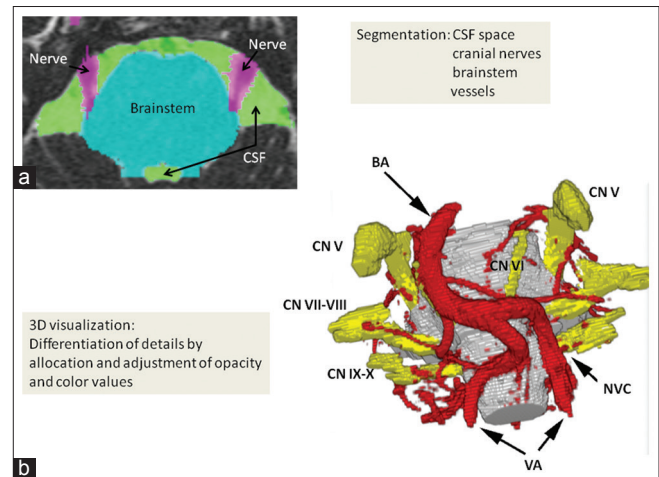 Nerve
Nerve
Brainstem
CSF
a
Segmentation: CSF space
cranial nerves
brainstem
vessels
BA
CN V
CN V
CN VI
CN VII-VIII
CN IX-X
NVC
VA
3D visualization:
Differentiation of details by
allocation and adjustment of opacity
and color values
b